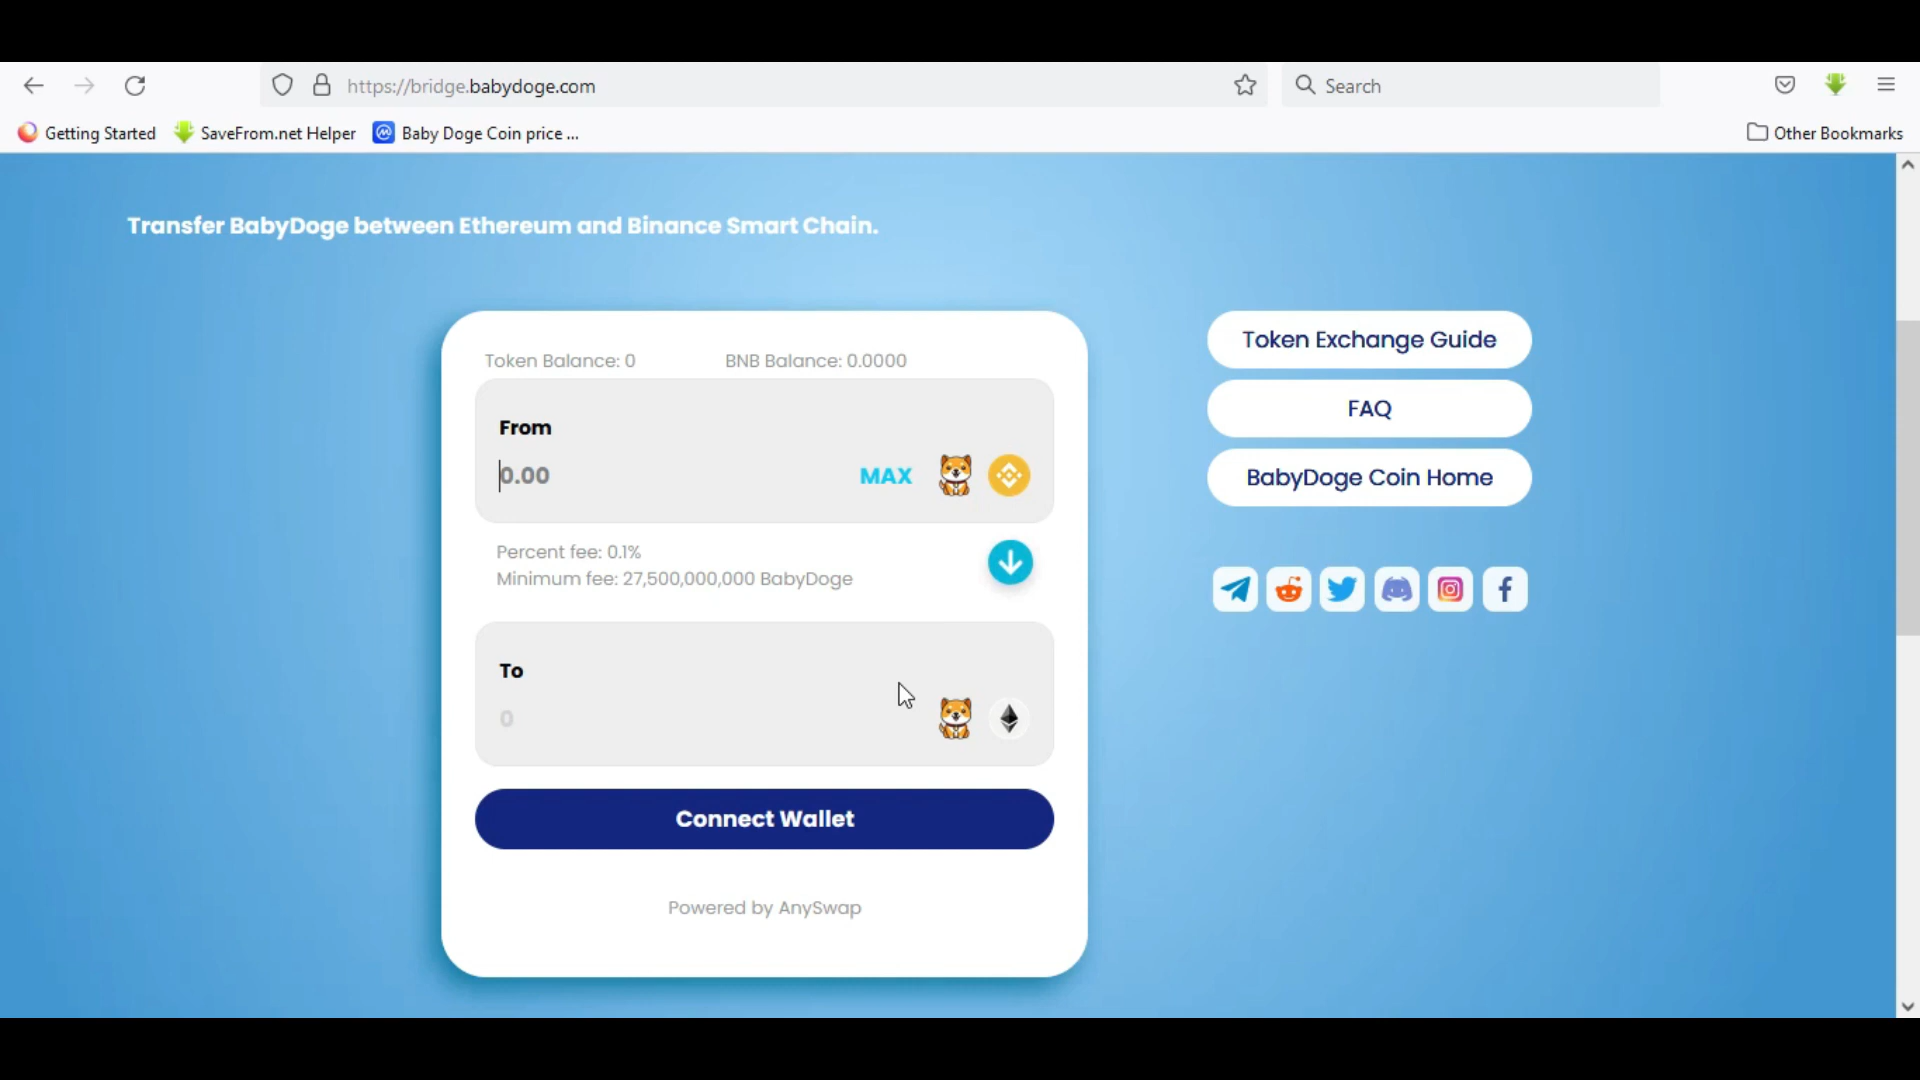 https://bridge.babydoge.com
Search
Getting Started
SaveFrom.net Helper
Baby Doge Coin price ...
Other Bookmarks
Transfer BabyDoge between Ethereum and Binance Smart Chain.
Token Balance: 0
BNB Balance: 0.0000
From
0.00
MAX
Percent fee: 0.1%
Minimum fee: 27,500,000,000 BabyDoge
To
0
Connect Wallet
Powered by AnySwap
Token Exchange Guide
FAQ
BabyDoge Coin Home